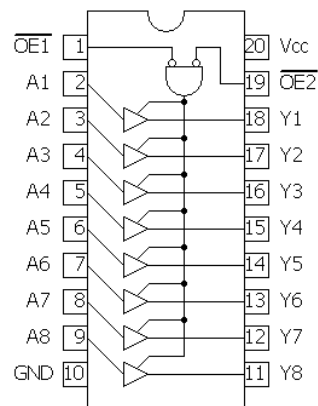 O̅E̅1̅ 1 20 Vcc
A1 2 19 O̅E̅2̅
A2 3 18 Y1
A3 4 17 Y2
A4 5 16 Y3
A5 6 15 Y4
A6 7 14 Y5
A7 8 13 Y6
A8 9 12 Y7
GND 10 11 Y8